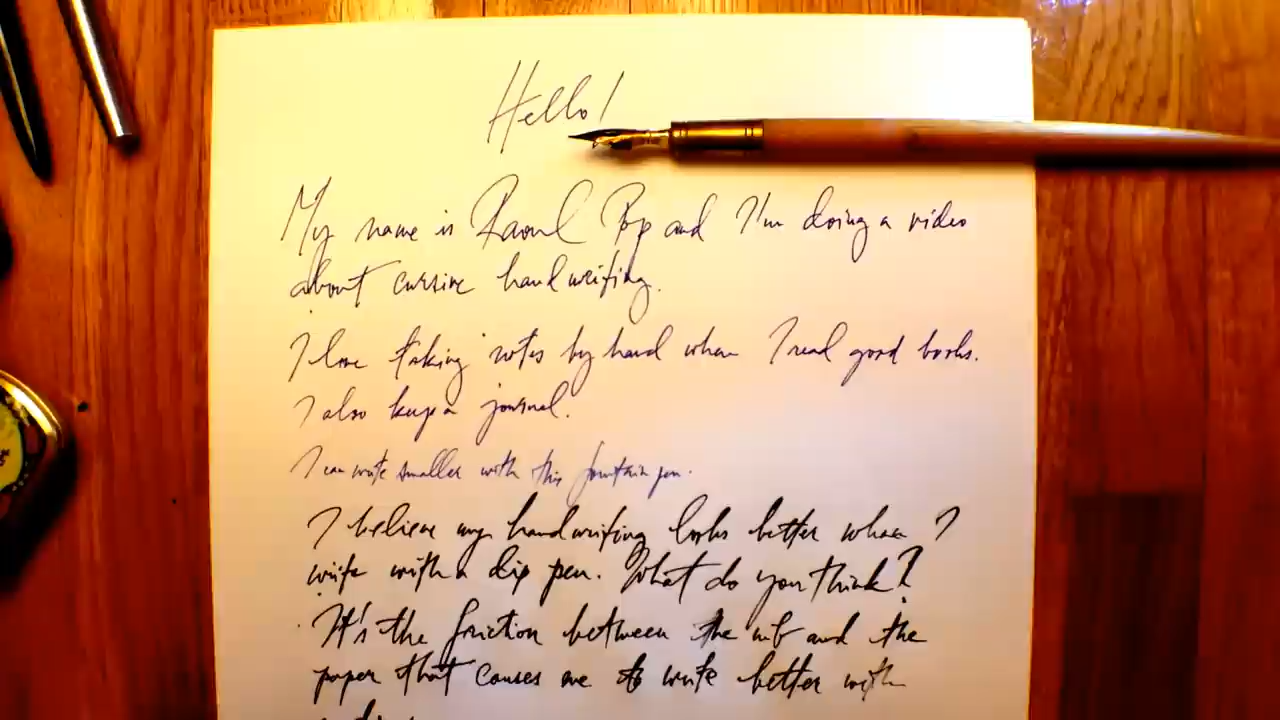 Hello!
My name is Raoul Pop and I'm doing a video
about cursive handwriting.
I love taking notes by hand when I read good books.
I also keep a journal.
I can write smaller with this fountain pen.
I believe my handwriting looks better when I
write with a dip pen. What do you think?
It's the friction between the nib and the
paper that causes me to write better with